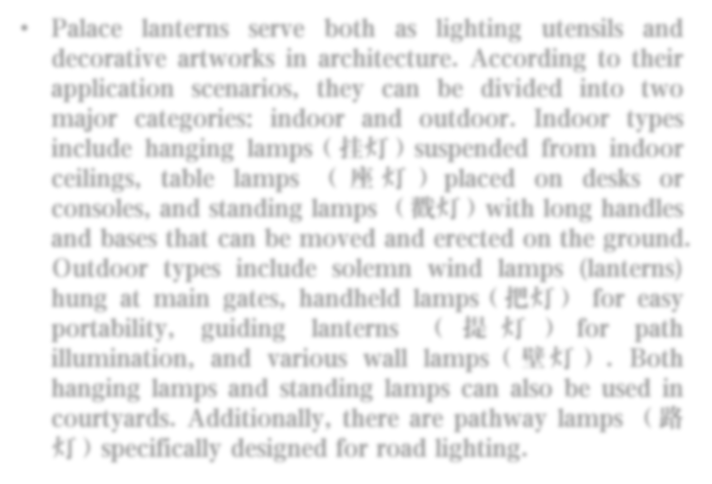 • Palace lanterns serve both as lighting utensils and
decorative artworks in architecture. According to their
application scenarios, they can be divided into two
major categories: indoor and outdoor. Indoor types
include hanging lamps（挂灯）suspended from indoor
ceilings, table lamps （座灯）placed on desks or
consoles, and standing lamps （戳灯）with long handles
and bases that can be moved and erected on the ground.
Outdoor types include solemn wind lamps (lanterns)
hung at main gates, handheld lamps（把灯） for easy
portability, guiding lanterns （提灯）for path
illumination, and various wall lamps（壁灯）. Both
hanging lamps and standing lamps can also be used in
courtyards. Additionally, there are pathway lamps （路
灯）specifically designed for road lighting.